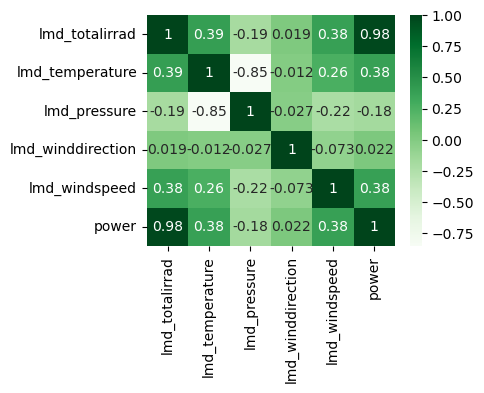 lmd_totalirrad 1 0.39 -0.19 0.019 0.38 0.98
lmd_temperature 0.39 1 -0.85 -0.012 0.26 0.38
lmd_pressure -0.19 -0.85 1 -0.027 -0.22 -0.18
lmd_winddirection 0.019 -0.012 -0.027 1 -0.073 0.022
lmd_windspeed 0.38 0.26 -0.22 -0.073 1 0.38
power 0.98 0.38 -0.18 0.022 0.38 1
lmd_totalirrad
lmd_temperature
lmd_pressure
lmd_winddirection
lmd_windspeed
power
1.00
0.75
0.50
0.25
0.00
-0.25
-0.50
-0.75